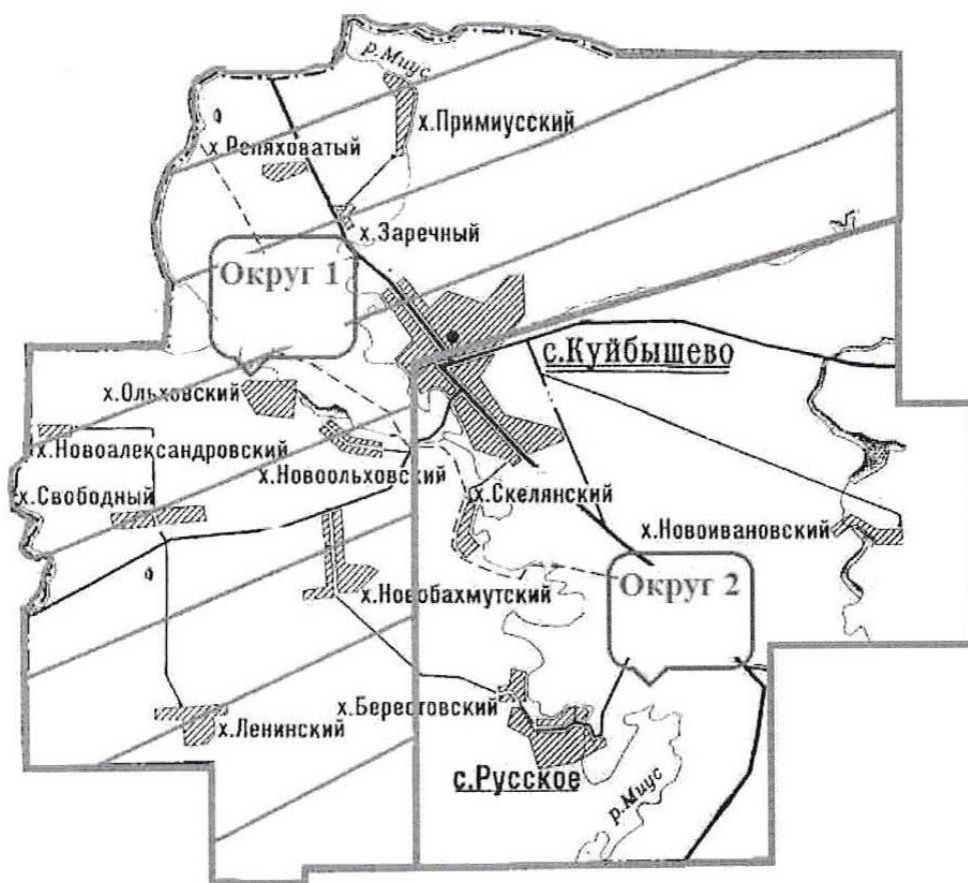 р.Миус
х.Примиусский
х.Репяховатый
х.Заречный
Округ 1
с.Куйбышево
х.Ольховский
х.Новоалександровский
х.Новоольховский
х.Свободный
х.Скелянский
х.Новоивановский
х.Новобахмутский
Округ 2
х.Берестовский
х.Ленинский
с.Русское
р.Миус